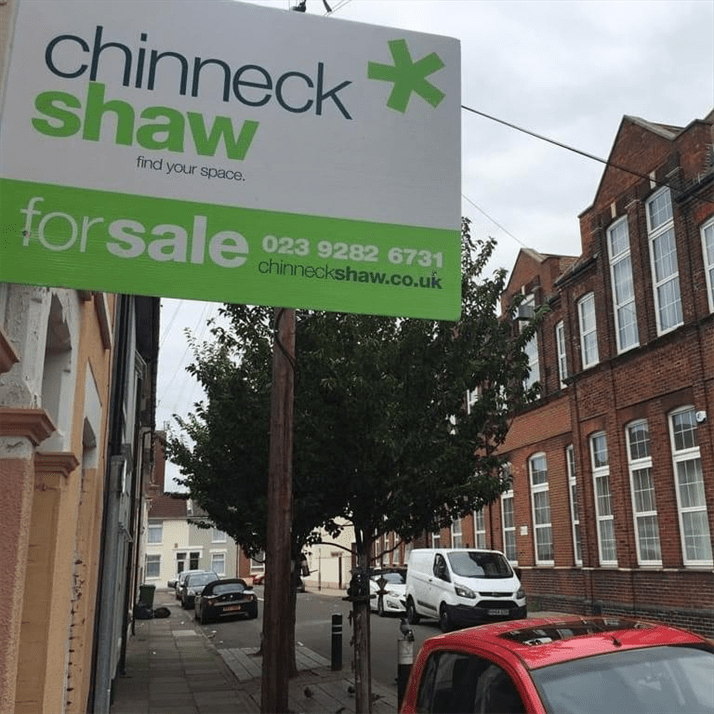 chinneck
shaw
find your space.
for sale
023 9282 6731
chinneckshaw.co.uk